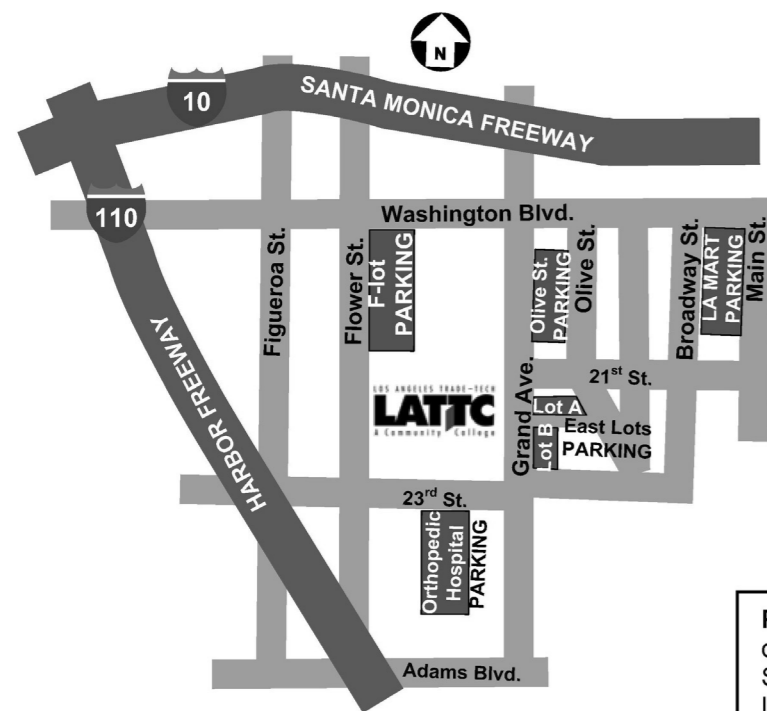 N
10
SANTA MONICA FREEWAY
110
Washington Blvd.
Figueroa St.
Flower St.
F-lot
PARKING
Olive St.
PARKING
Olive St.
Broadway St.
LA MART
PARKING
Main St.
HARBOR FREEWAY
LOS ANGELES TRADE-TECH
LATTC
A Community College
Grand Ave.
21st St.
Lot A
Lot B
East Lots
PARKING
23rd St.
Orthopedic
Hospital
PARKING
Adams Blvd.